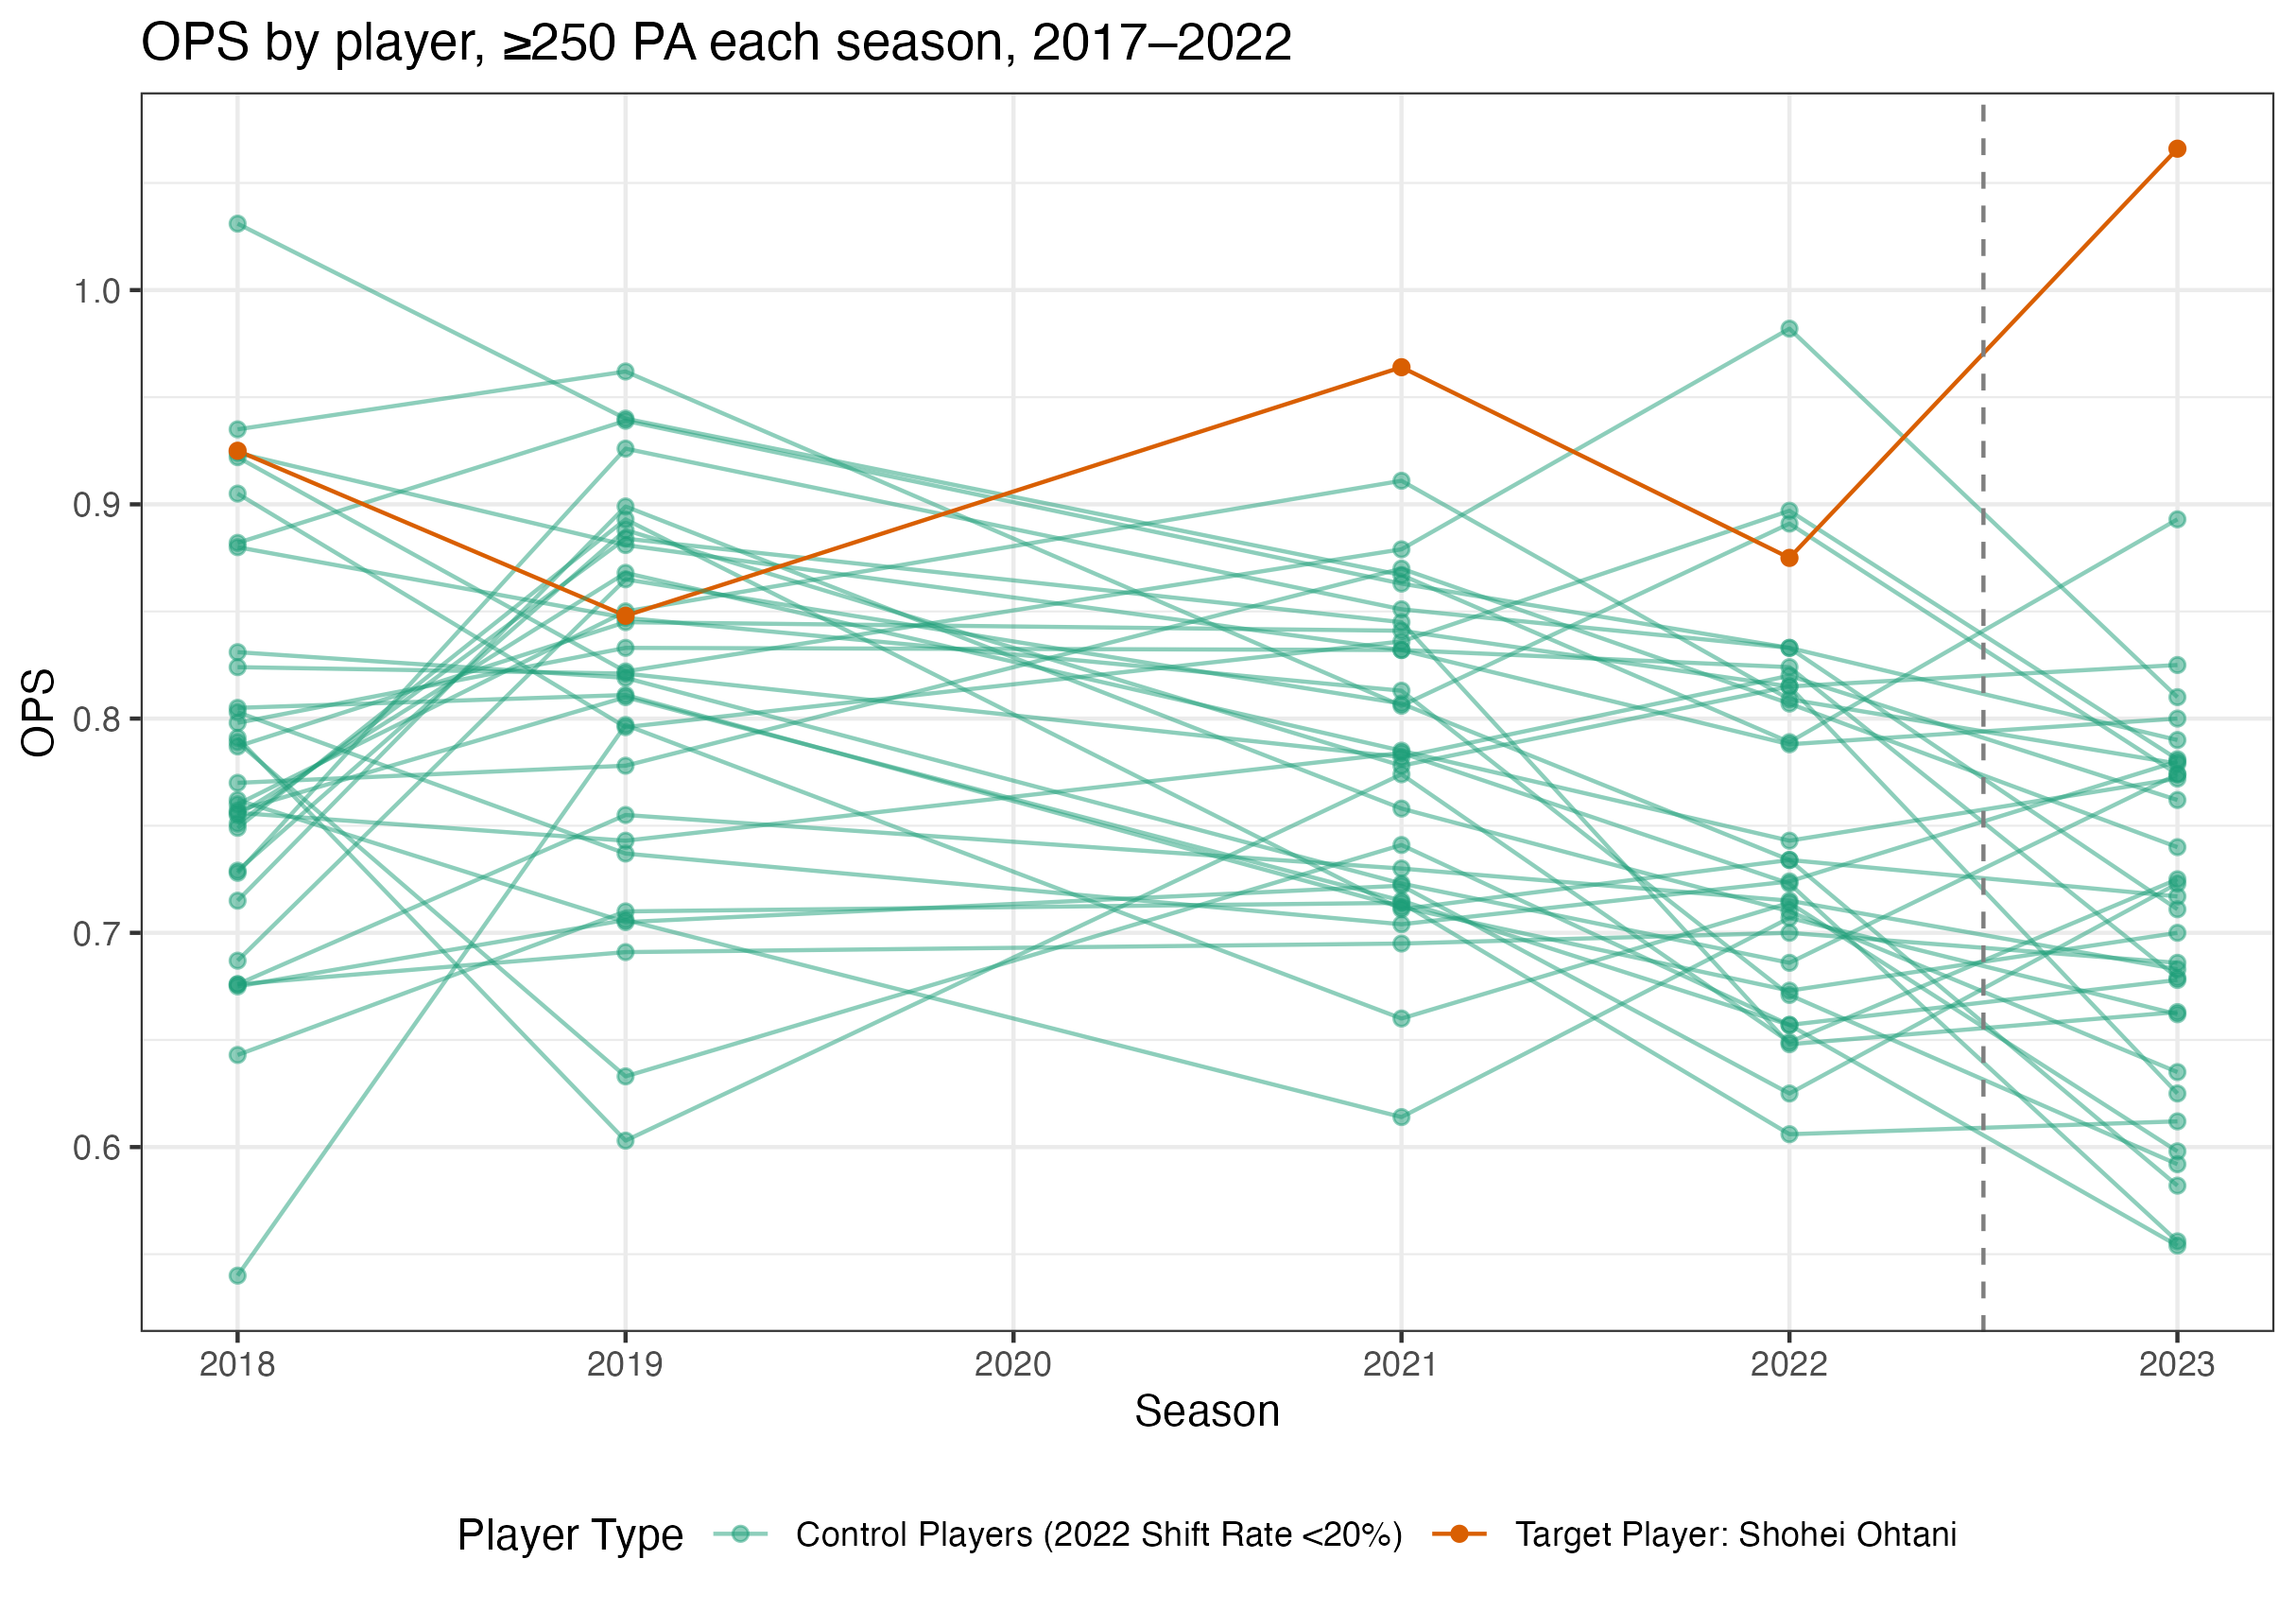 OPS by player, ≥250 PA each season, 2017–2022
OPS
1.0
0.9
0.8
0.7
0.6
2018 2019 2020 2021 2022 2023
Season
Player Type Control Players (2022 Shift Rate <20%) Target Player: Shohei Ohtani